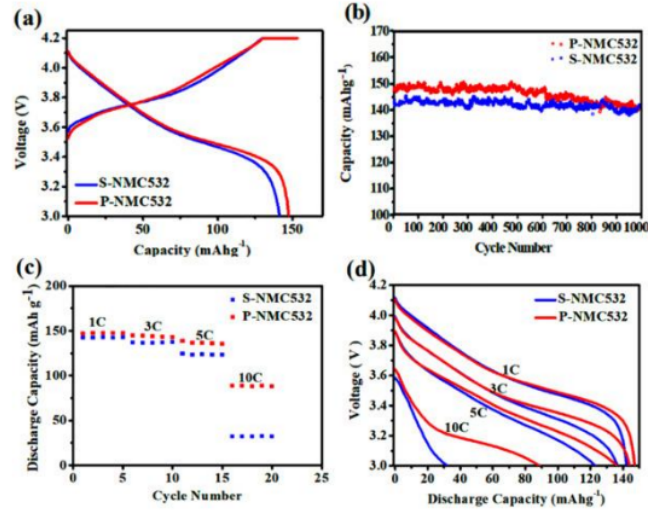 (a)
4.2
4.0
3.8
3.6
3.4
3.2
3.0
Voltage (V)
S-NMC532
P-NMC532
0 50 100 150
Capacity (mAhg⁻¹)
(b)
170
160
150
140
130
120
110
100
Capacity (mAhg⁻¹)
P-NMC532
S-NMC532
0 100 200 300 400 500 600 700 800 900 1000
Cycle Number
(c)
200
150
100
50
0
Discharge Capacity (mAh g⁻¹)
S-NMC532
P-NMC532
1C
3C
5C
10C
0 5 10 15 20 25
Cycle Number
(d)
4.2
3.9
3.6
3.3
3.0
Voltage ( V )
S-NMC532
P-NMC532
1C
3C
5C
10C
0 20 40 60 80 100 120 140
Discharge Capacity (mAhg⁻¹)